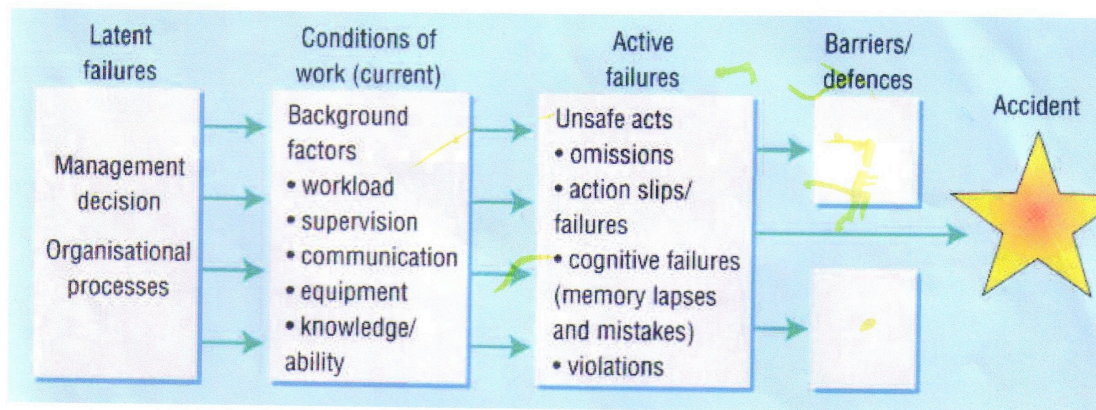 Latent
failures
Management
decision
Organisational
processes
Conditions of
work (current)
Background
factors
• workload
• supervision
• communication
• equipment
• knowledge/
ability
Active
failures
Unsafe acts
• omissions
• action slips/
failures
• cognitive failures
(memory lapses
and mistakes)
• violations
Barriers/
defences
Accident